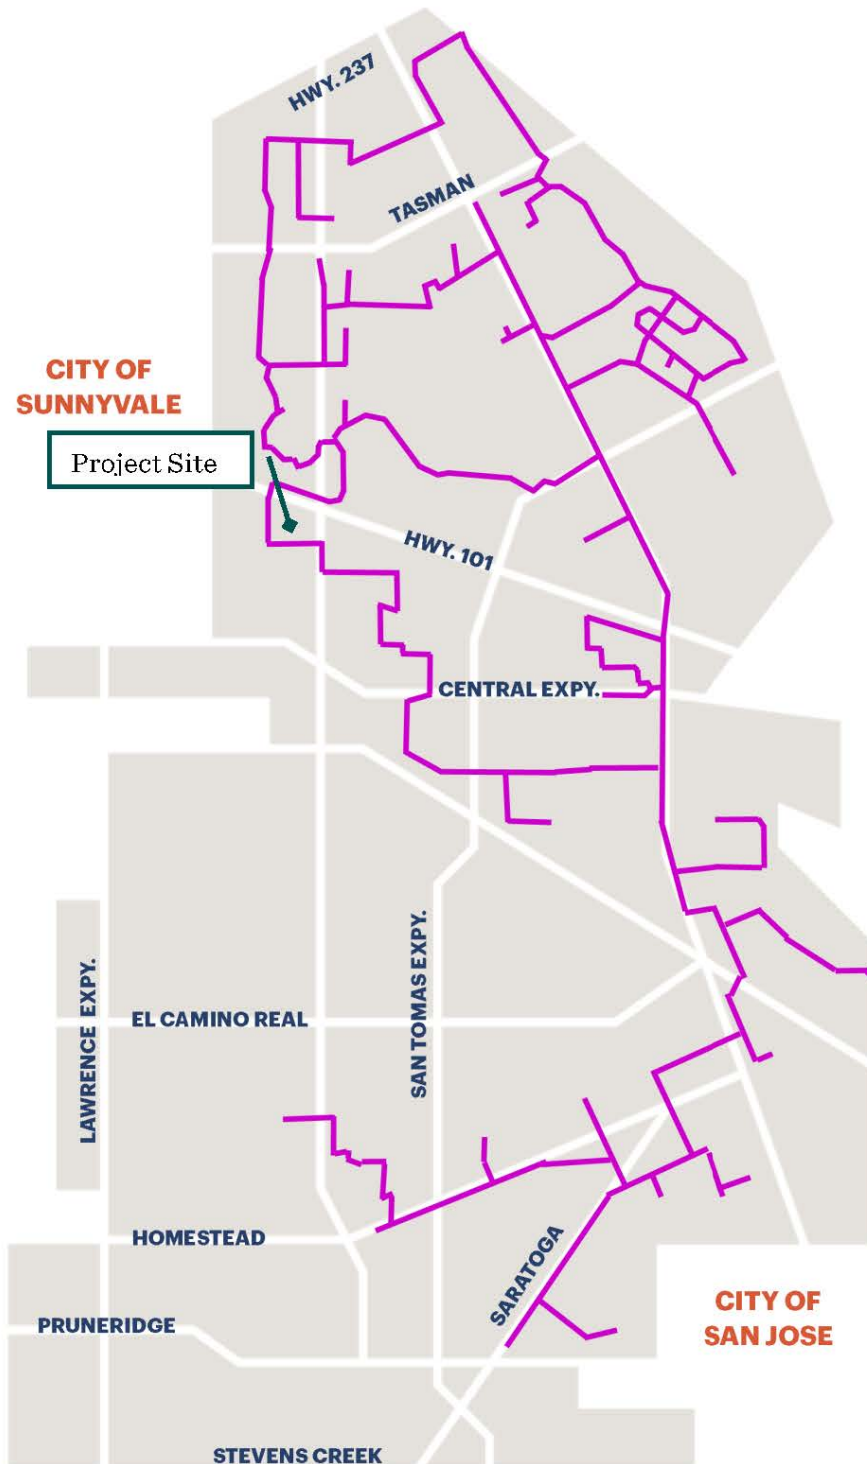 HWY. 237
TASMAN
CITY OF
SUNNYVALE
Project Site
HWY. 101
CENTRAL EXPY.
LAWRENCE EXPY.
EL CAMINO REAL
SAN TOMAS EXPY.
HOMESTEAD
SARATOGA
PRUNERIDGE
CITY OF
SAN JOSE
STEVENS CREEK